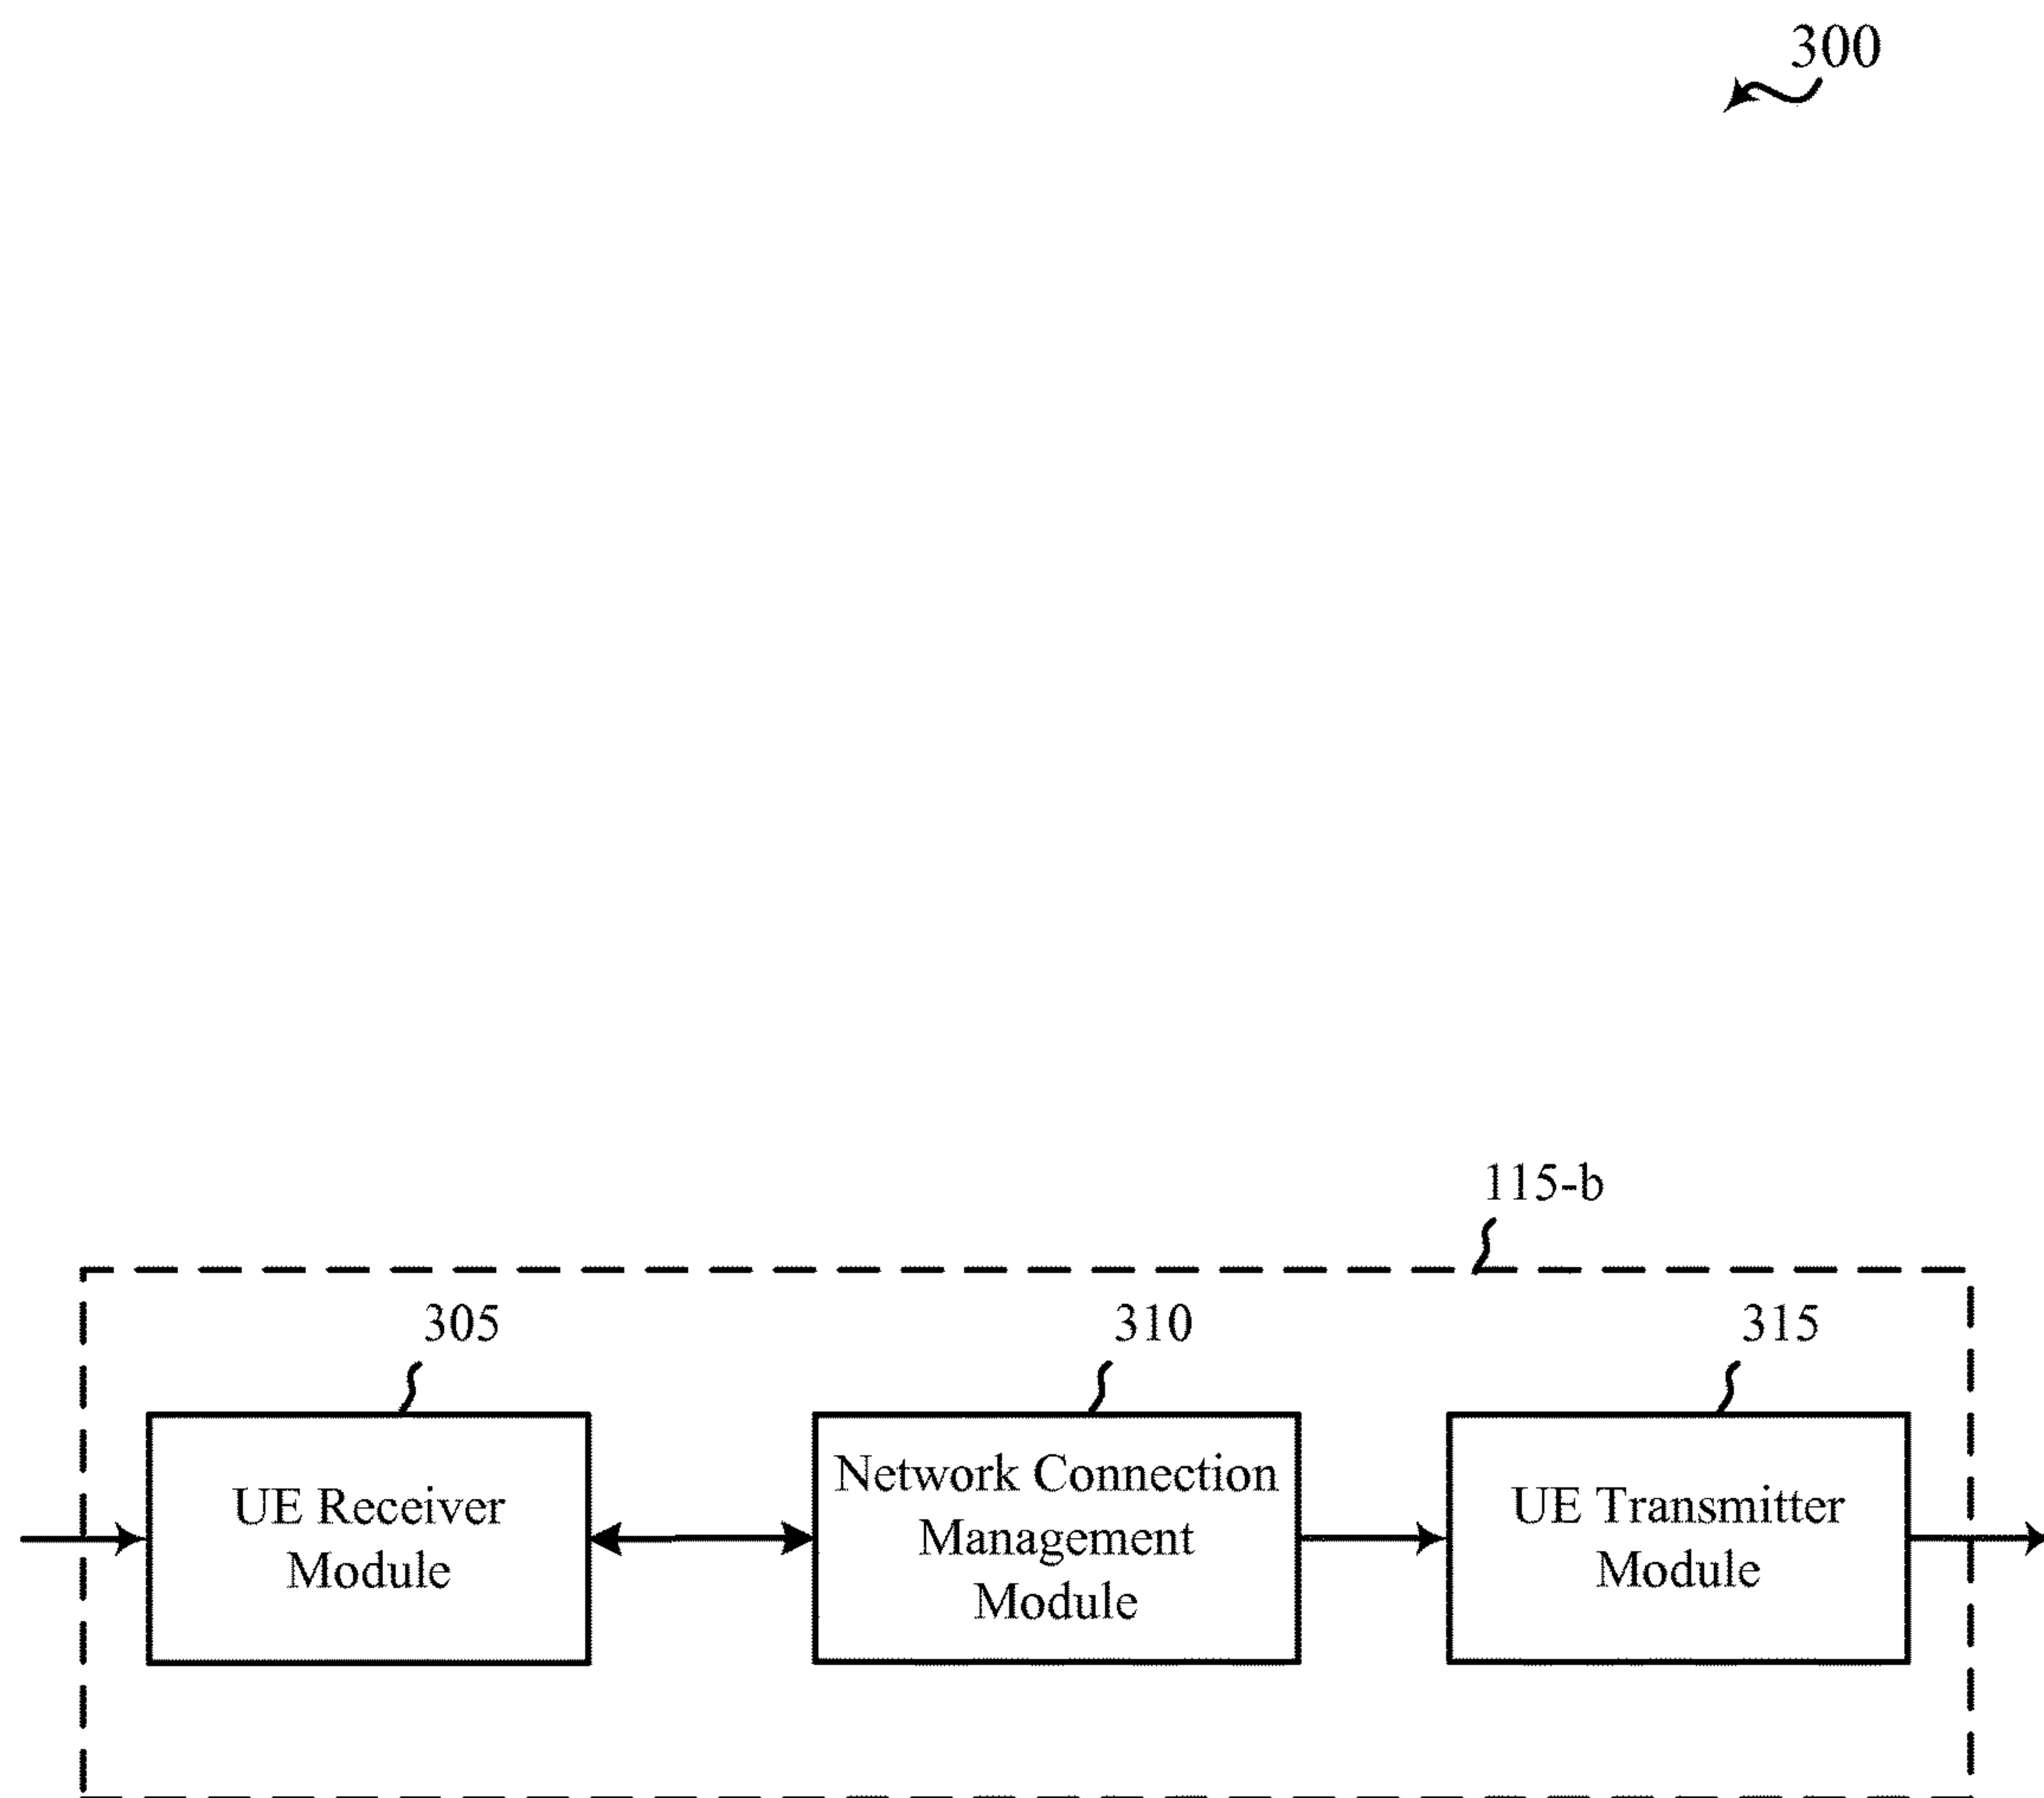 300
115-b
305
310
315
UE Receiver
Module
Network Connection
Management
Module
UE Transmitter
Module